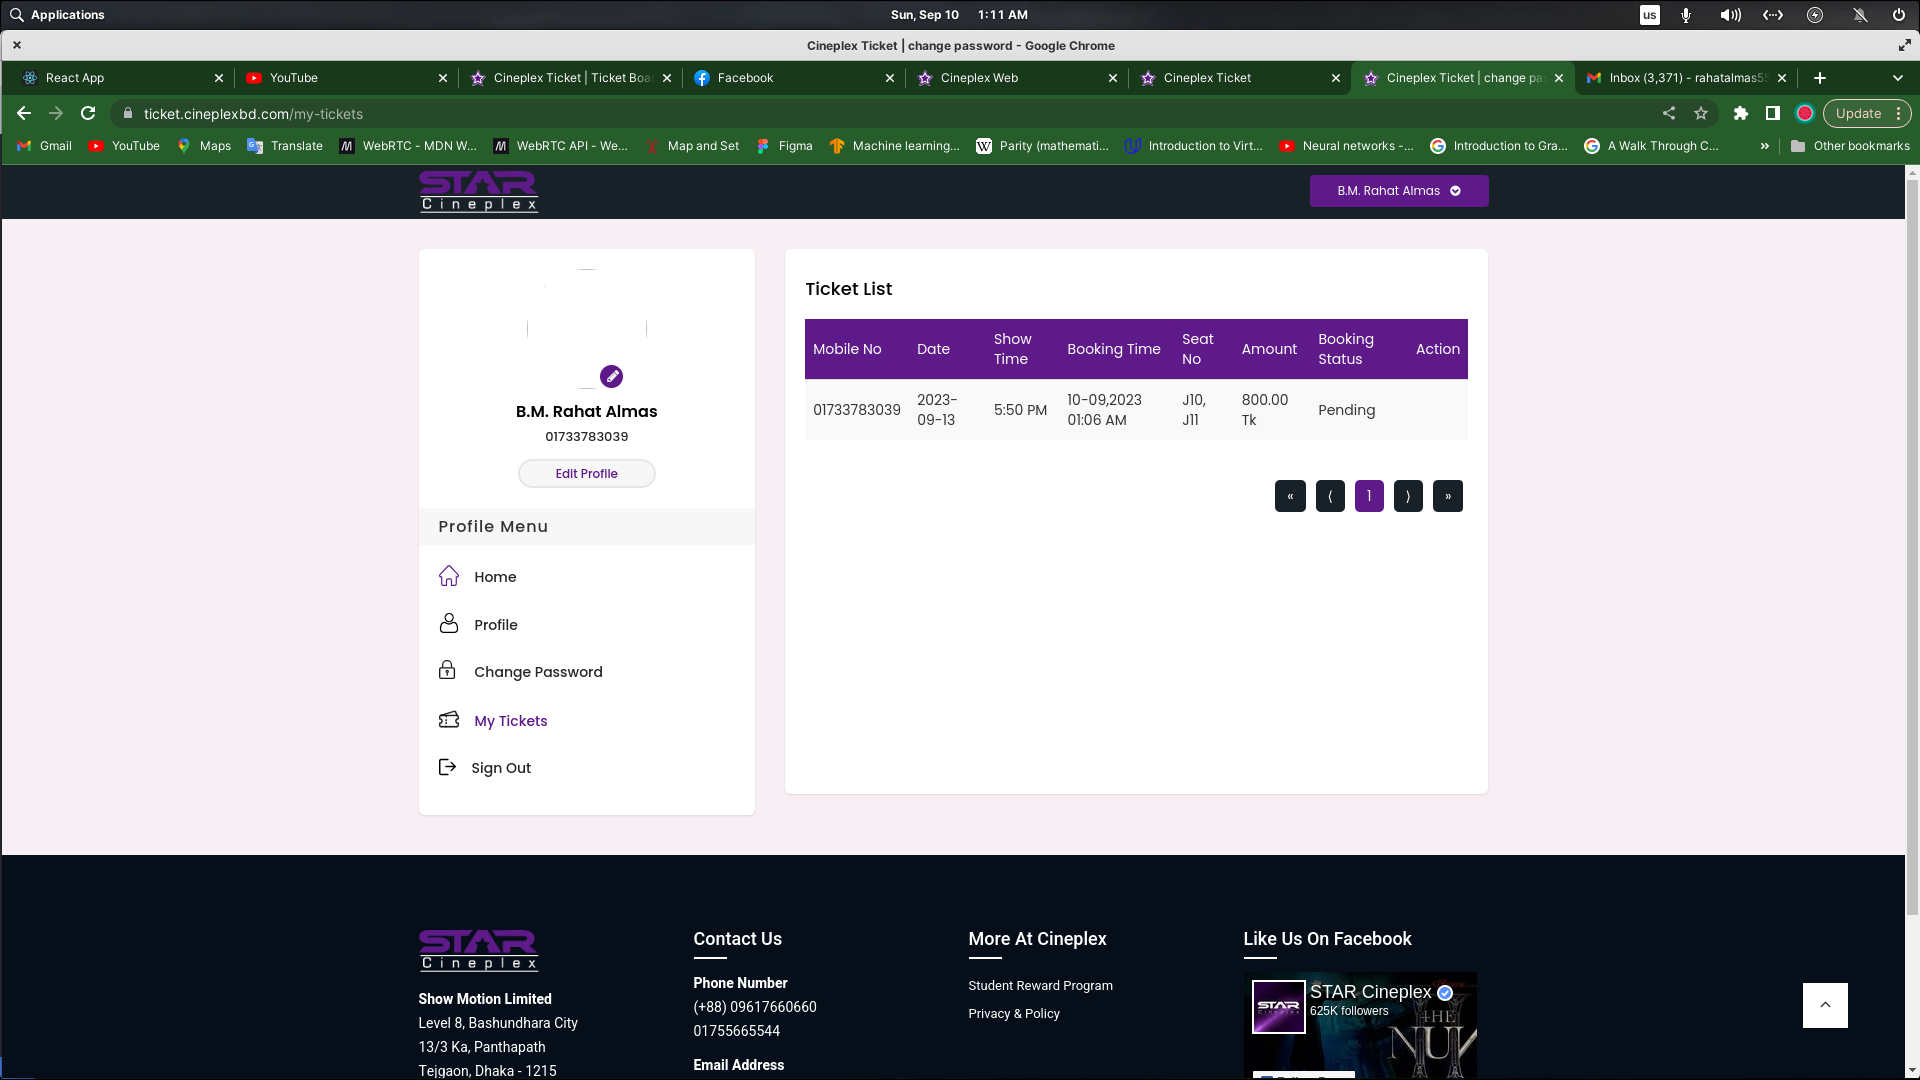 Applications
Sun, Sep 10 1:11 AM
us
Cineplex Ticket | change password - Google Chrome
React App
YouTube
Cineplex Ticket | Ticket Boa
Facebook
Cineplex Web
Cineplex Ticket
Cineplex Ticket | change pa
Inbox (3,371) - rahatalmas5
ticket.cineplexbd.com/my-tickets
Update
Gmail
YouTube
Maps
Translate
WebRTC - MDN W...
WebRTC API - We...
Map and Set
Figma
Machine learning...
Parity (mathemati...
Introduction to Virt...
Neural networks -...
Introduction to Gra...
A Walk Through C...
»
Other bookmarks
STAR
Cineplex
B.M. Rahat Almas
B.M. Rahat Almas
01733783039
Edit Profile
Profile Menu
Home
Profile
Change Password
My Tickets
Sign Out
Ticket List
Mobile No Date Show Time Booking Time Seat No Amount Booking Status Action
01733783039 2023-09-13 5:50 PM 10-09,2023 01:06 AM J10, J11 800.00 Tk Pending
« ⟨ 1 ⟩ »
STAR
Cineplex
Show Motion Limited
Level 8, Bashundhara City
13/3 Ka, Panthapath
Tejgaon, Dhaka - 1215
Contact Us
Phone Number
(+88) 09617660660
01755665544
Email Address
More At Cineplex
Student Reward Program
Privacy & Policy
Like Us On Facebook
STAR
STAR Cineplex
625K followers
THE
NUN